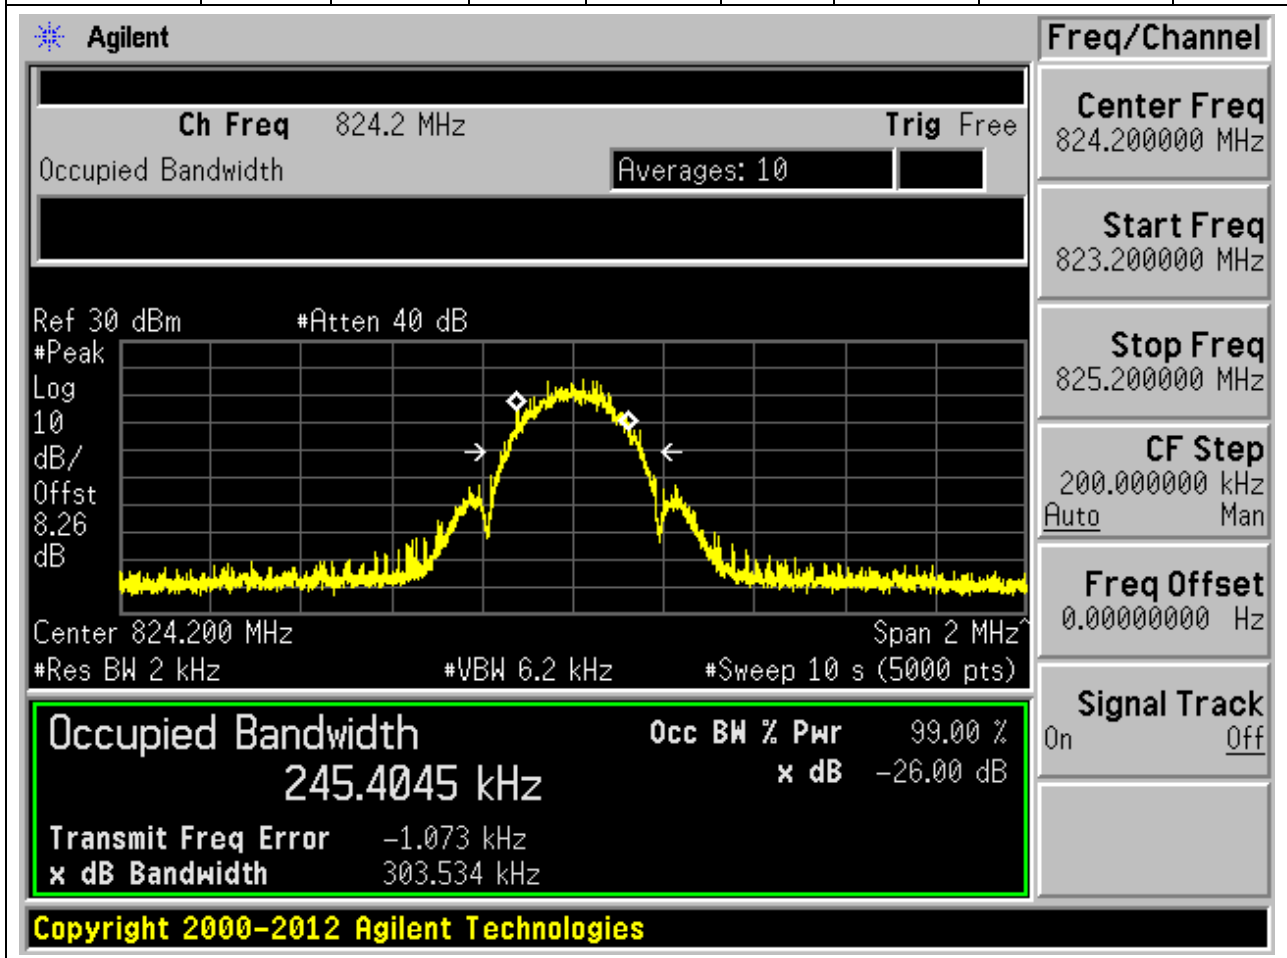 Agilent
Freq/Channel
Ch Freq 824.2 MHz Trig Free
Occupied Bandwidth Averages: 10
Center Freq
824.200000 MHz
Start Freq
823.200000 MHz
Stop Freq
825.200000 MHz
CF Step
200.000000 kHz
Auto Man
Freq Offset
0.00000000 Hz
Signal Track
On Off
Ref 30 dBm #Atten 40 dB
#Peak
Log
10
dB/
Offst
8.26
dB
Center 824.200 MHz Span 2 MHz^
#Res BW 2 kHz #VBW 6.2 kHz #Sweep 10 s (5000 pts)
Occupied Bandwidth Occ BW % Pwr 99.00 %
245.4045 kHz x dB -26.00 dB
Transmit Freq Error -1.073 kHz
x dB Bandwidth 303.534 kHz
Copyright 2000-2012 Agilent Technologies